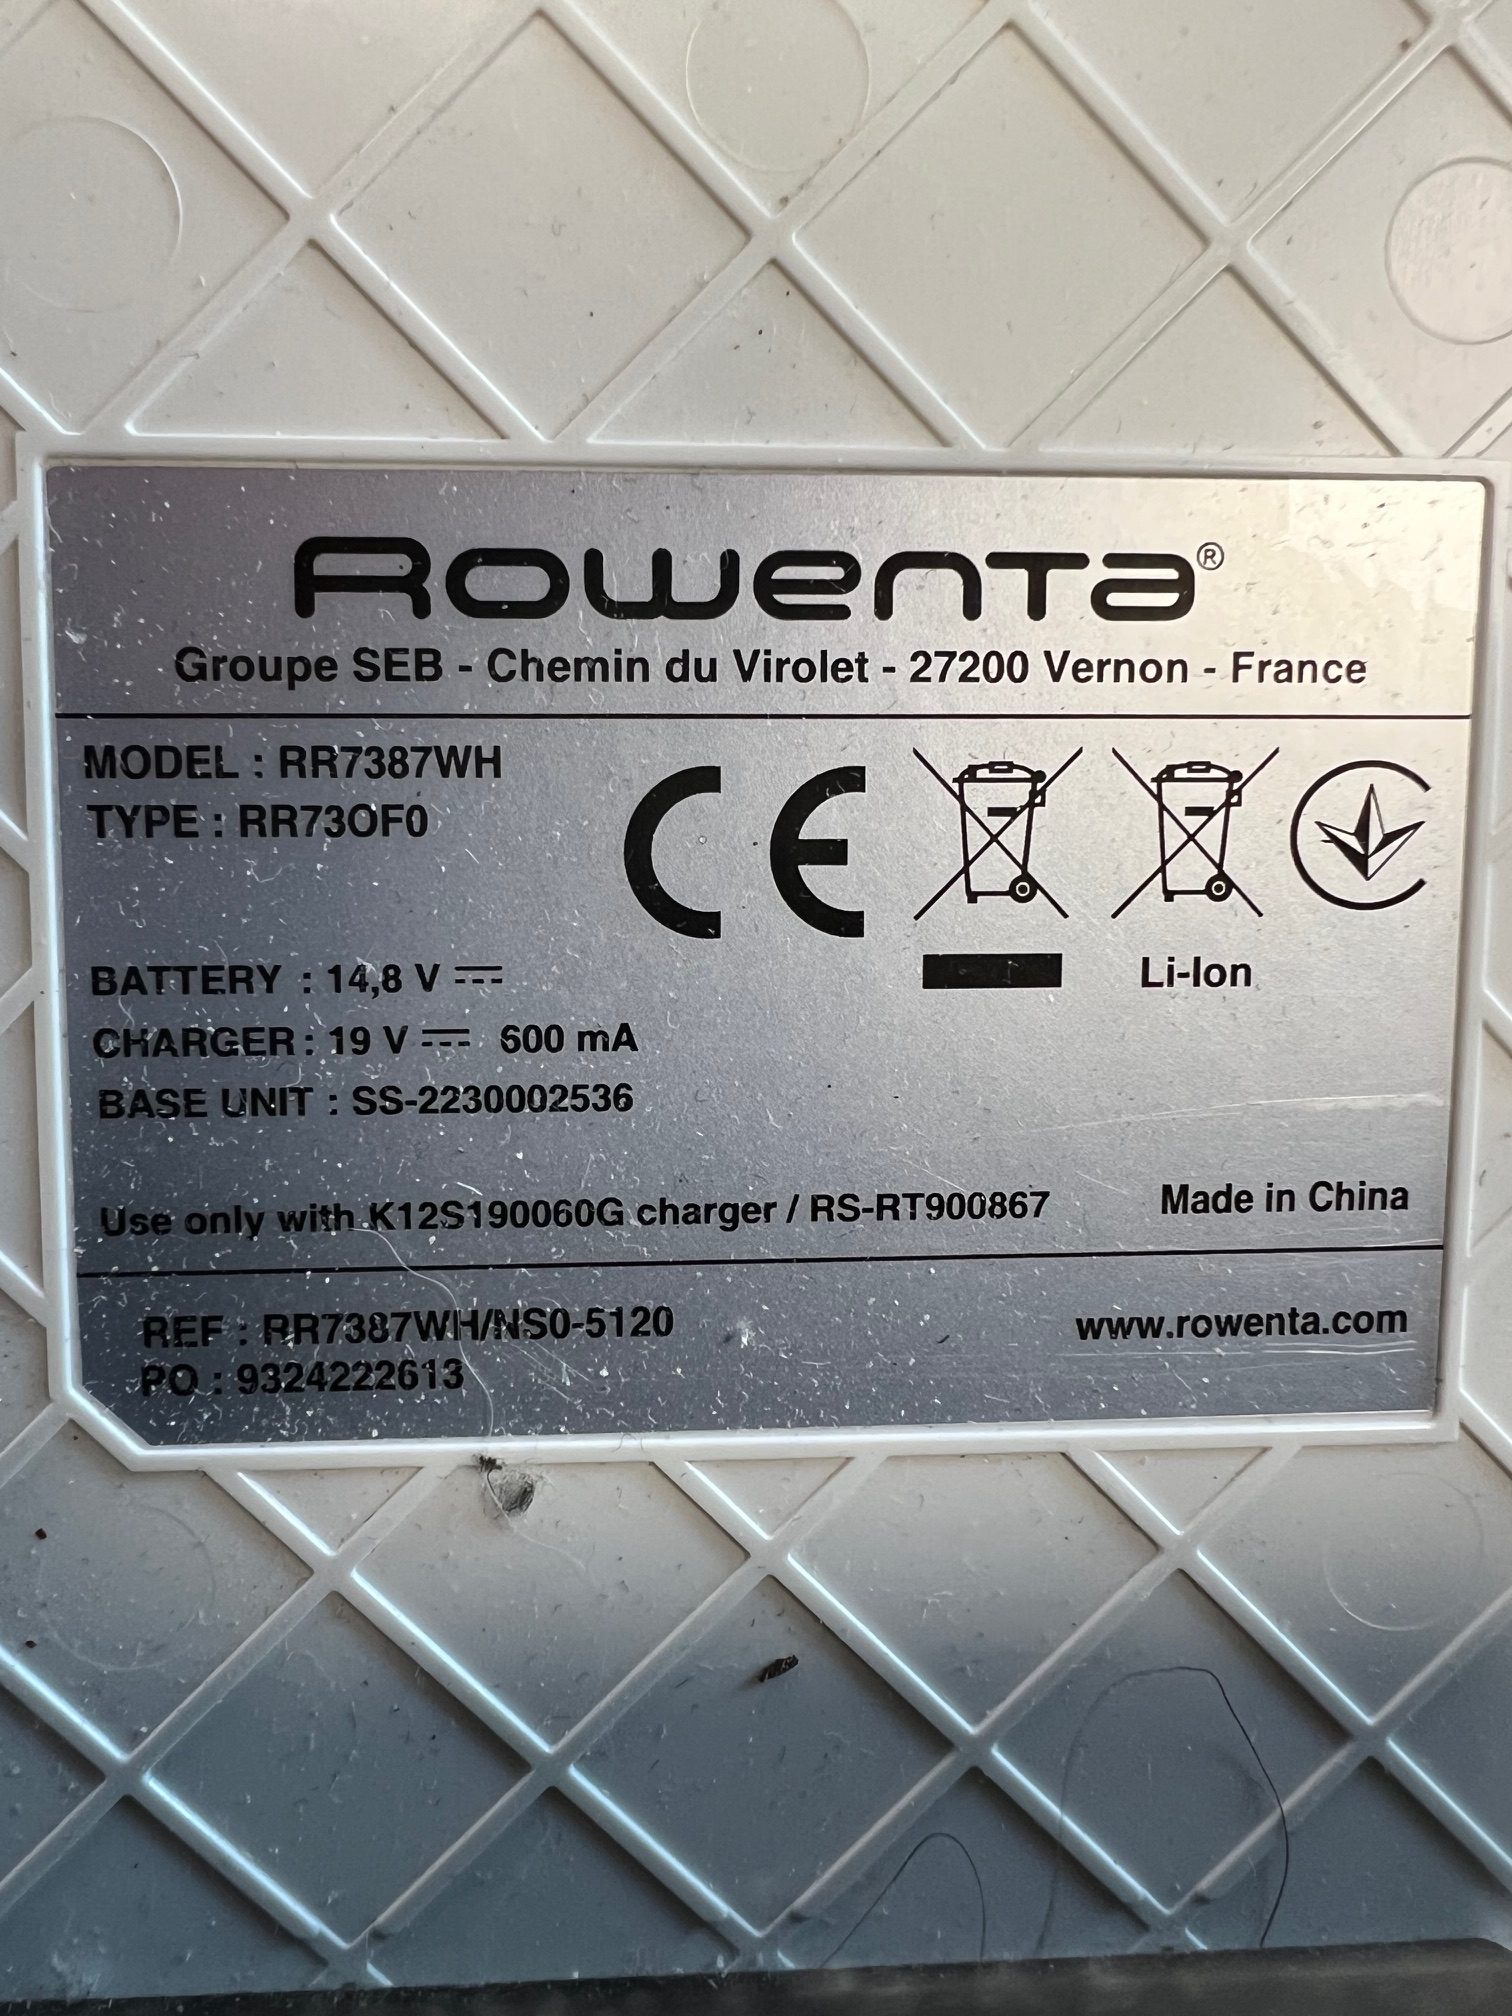 Rowenta®
Groupe SEB - Chemin du Virolet - 27200 Vernon - France
MODEL : RR7387WH
TYPE : RR73OF0
CE
BATTERY : 14,8 V ⎓
CHARGER : 19 V ⎓ 600 mA
BASE UNIT : SS-2230002536
Li-Ion
Use only with K12S190060G charger / RS-RT900867
Made in China
REF : RR7387WH/NS0-5120
PO : 9324222613
www.rowenta.com